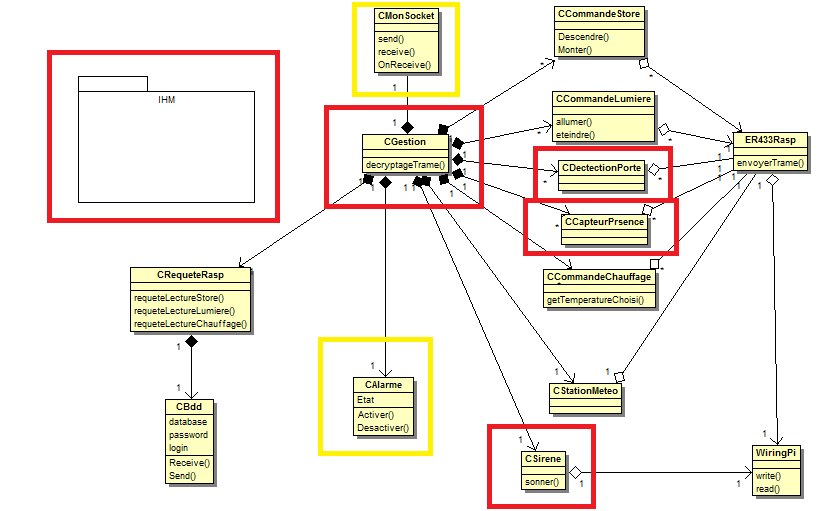 CMonSocket
send()
receive()
OnReceive()
CCommandeStore
Descendre()
Monter()
IHM
1
*
*
CCommandeLumiere
allumer()
eteindre()
*
*
1
CGestion
decryptageTrame()
1
1
1
*
CDectectionPorte
*
1
1
1
1
ER433Rasp
envoyerTrame()
1
1
1
1
1
1
1
*
CCapteurPrsence
*
CRequeteRasp
requeteLectureStore()
requeteLectureLumiere()
requeteLectureChauffage()
1
CCommandeChauffage
*
*
getTemperatureChoisi()
1
1
CBdd
database
password
login
Receive()
Send()
1
CAlarme
Etat
Activer()
Desactiver()
1
1
CStationMeteo
1
CSirene
sonner()
1
1
1
WiringPi
write()
read()